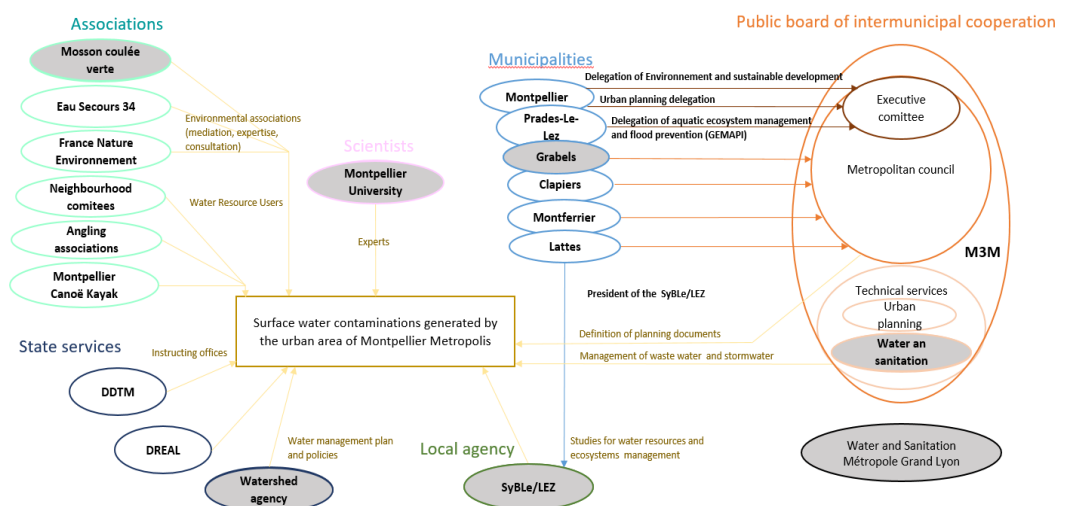 Associations
Mosson coulée
verte
Eau Secours 34
France Nature
Environnement
Neighbourhood
comitees
Angling
associations
Montpellier
Canoë Kayak
Environmental associations
(mediation, expertise,
consultation)
Water Resource Users
Scientists
Montpellier
University
Experts
Municipalities
Montpellier
Prades-Le-
Lez
Grabels
Clapiers
Montferrier
Lattes
Delegation of Environnement and sustainable development
Urban planning delegation
Delegation of aquatic ecosystem management
and flood prevention (GEMAPI)
Public board of intermunicipal cooperation
Executive
comittee
Metropolitan council
M3M
Technical services
Urban
planning
Water an
sanitation
President of the SyBLe/LEZ
Definition of planning documents
Management of waste water and stormwater
Surface water contaminations generated by
the urban area of Montpellier Metropolis
State services
Instructing offices
DDTM
DREAL
Watershed
agency
Water management plan
and policies
Local agency
SyBLe/LEZ
Studies for water resources and
ecosystems management
Water and Sanitation
Métropole Grand Lyon